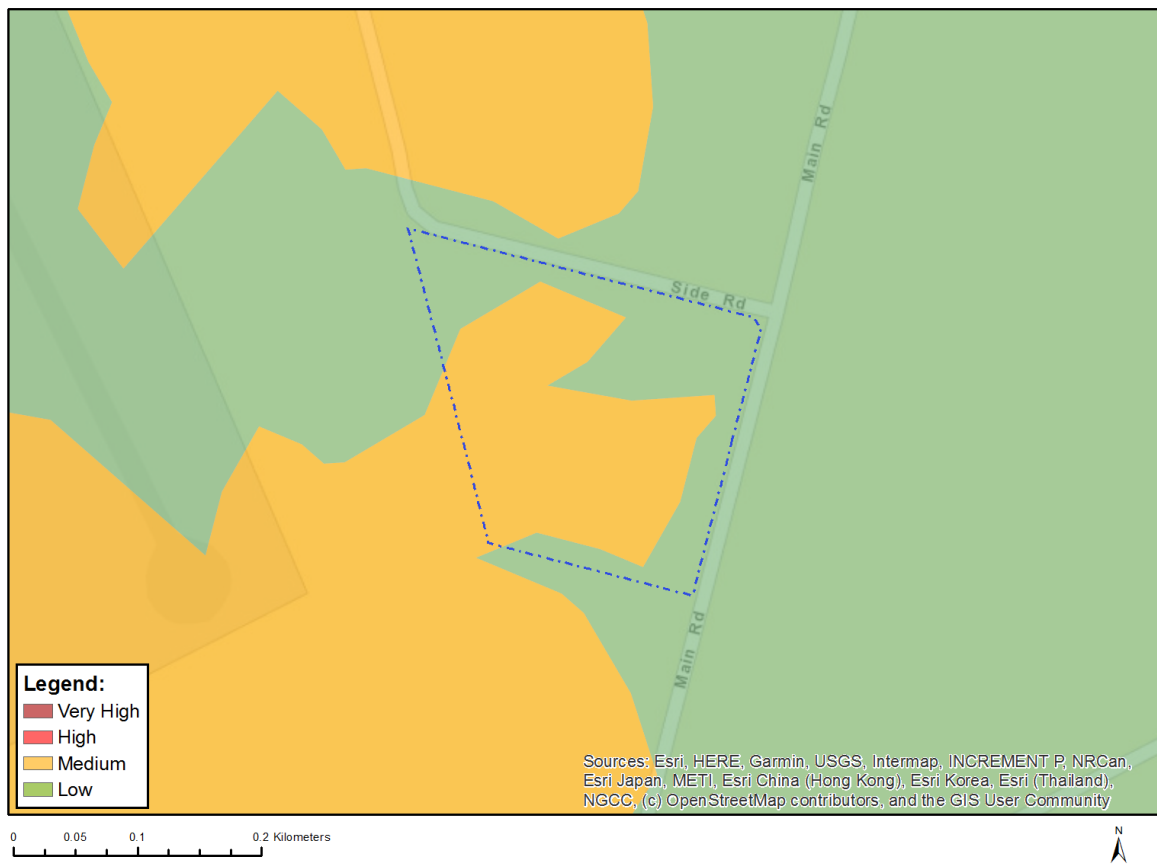 Main Rd
Side Rd
Main Rd
Legend:
Very High
High
Medium
Low
Sources: Esri, HERE, Garmin, USGS, Intermap, INCREMENT P, NRCan,
Esri Japan, METI, Esri China (Hong Kong), Esri Korea, Esri (Thailand),
NGCC, (c) OpenStreetMap contributors, and the GIS User Community
0 0.05 0.1 0.2 Kilometers
N